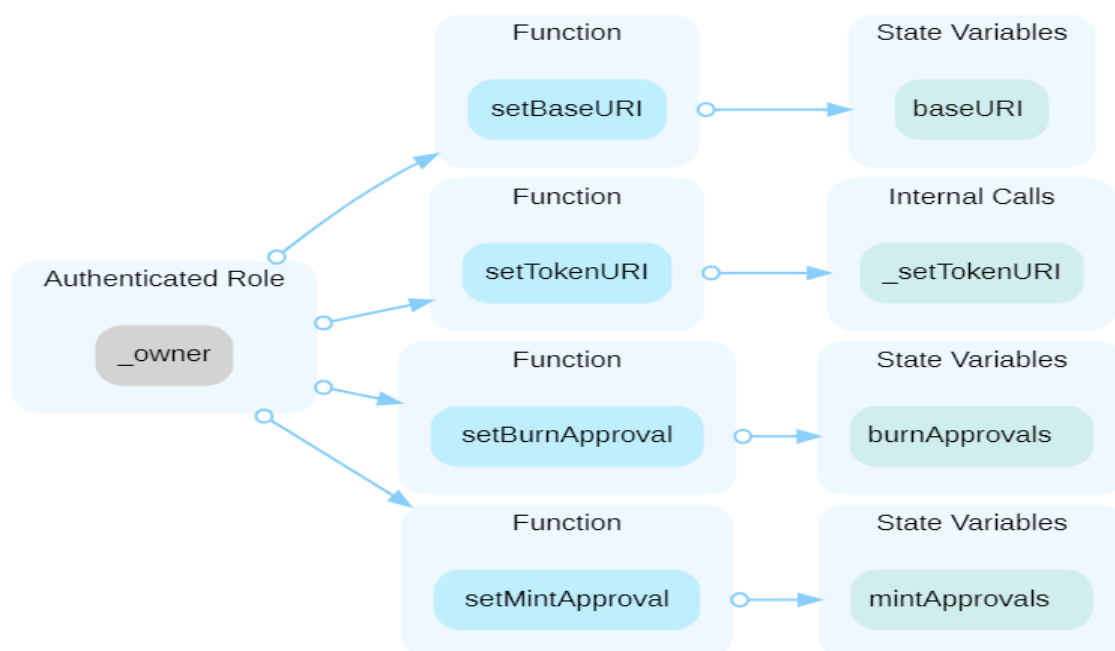 Function
State Variables
setBaseURI
baseURI
Function
Internal Calls
setTokenURI
_setTokenURI
Authenticated Role
_owner
Function
State Variables
setBurnApproval
burnApprovals
Function
State Variables
setMintApproval
mintApprovals